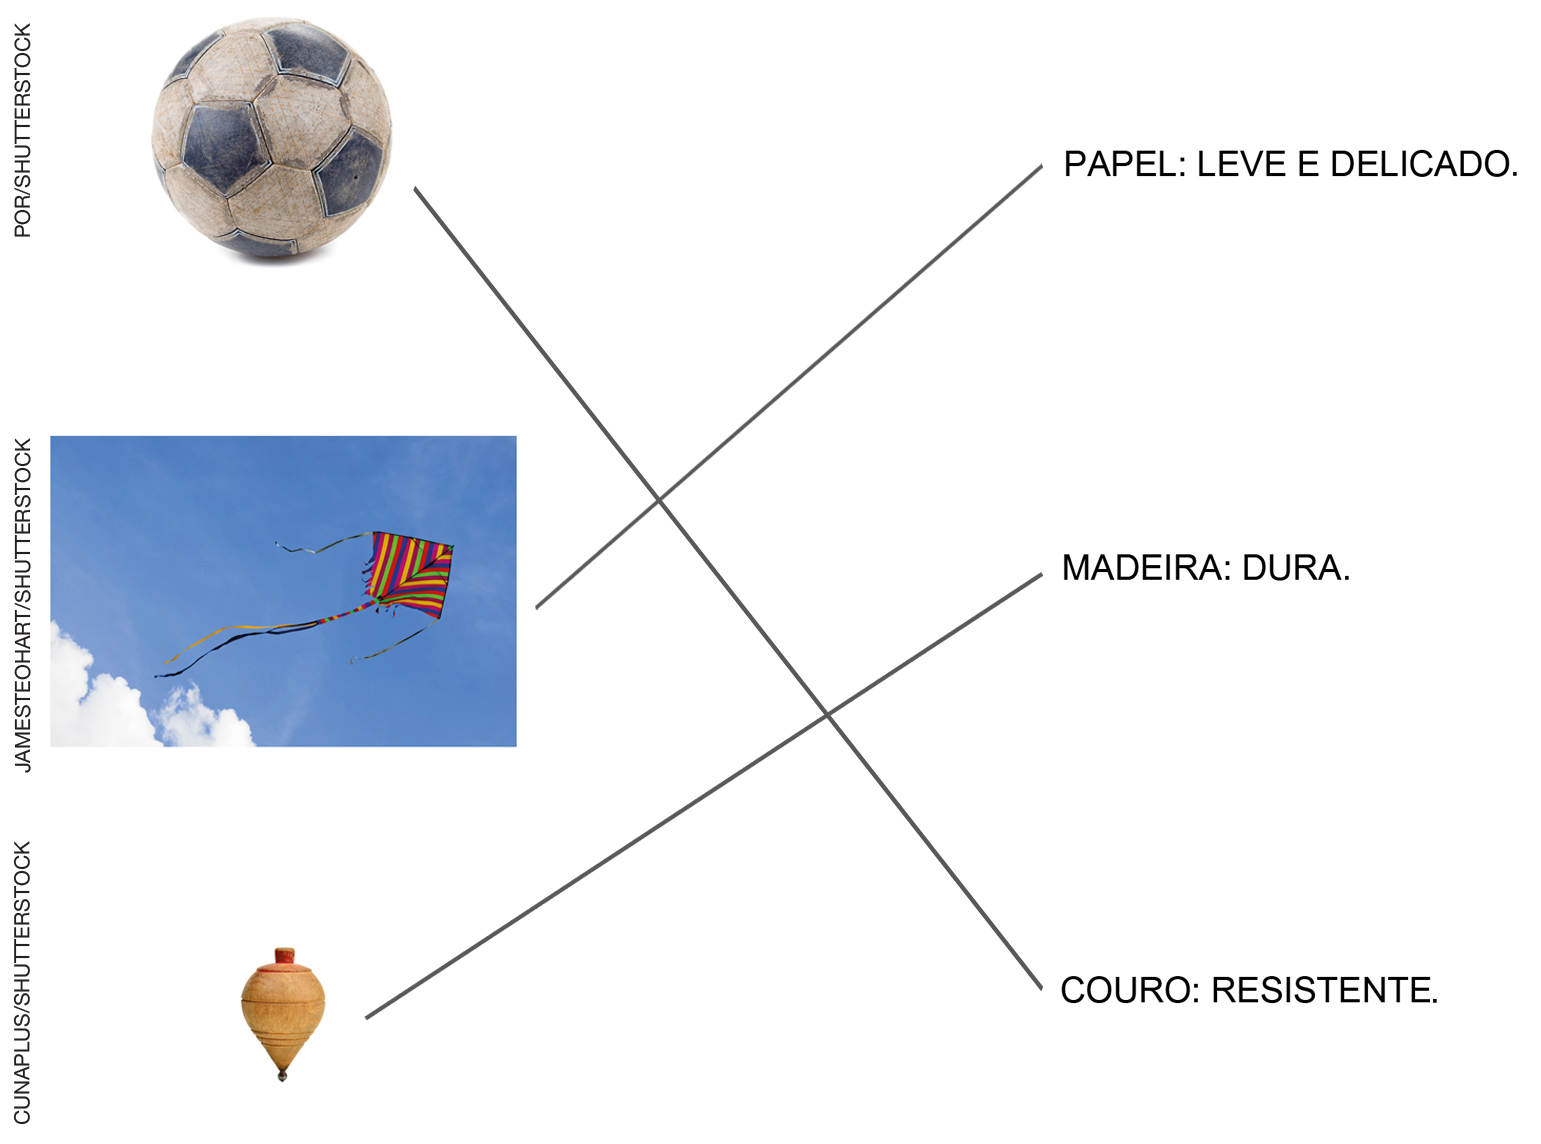 POR/SHUTTERSTOCK
PAPEL: LEVE E DELICADO.
JAMESTEOHART/SHUTTERSTOCK
MADEIRA: DURA.
CUNAPLUS/SHUTTERSTOCK
COURO: RESISTENTE.